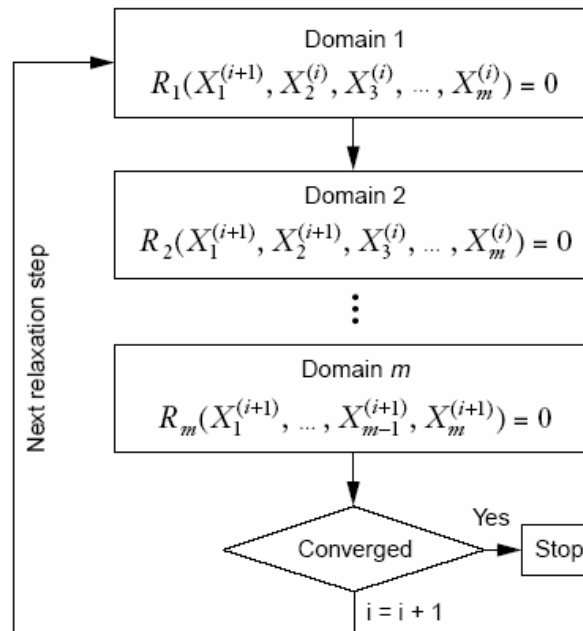 Domain 1
R₁(X₁⁽ⁱ⁺¹⁾, X₂⁽ⁱ⁾, X₃⁽ⁱ⁾, ..., Xₘ⁽ⁱ⁾) = 0
Domain 2
R₂(X₁⁽ⁱ⁺¹⁾, X₂⁽ⁱ⁺¹⁾, X₃⁽ⁱ⁾, ..., Xₘ⁽ⁱ⁾) = 0
⋮
Domain m
Rₘ(X₁⁽ⁱ⁺¹⁾, ..., Xₘ₋₁⁽ⁱ⁺¹⁾, Xₘ⁽ⁱ⁺¹⁾) = 0
Converged
Yes
Stop
i = i + 1
Next relaxation step